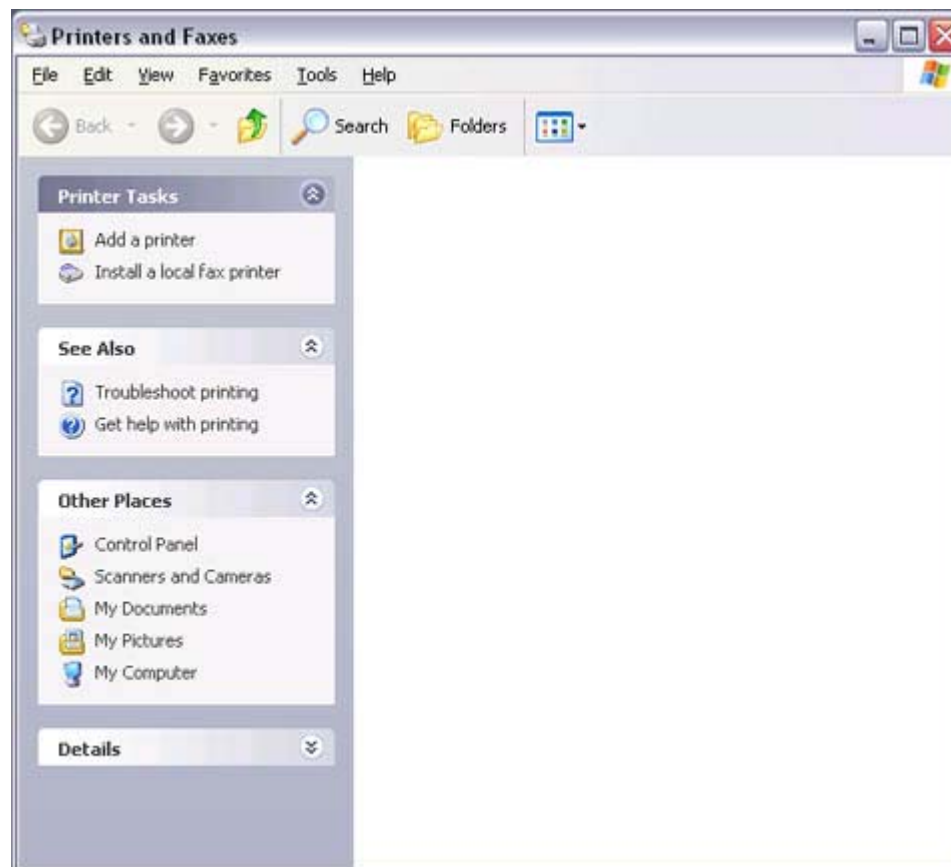 Printers and Faxes
File Edit View Favorites Tools Help
Back Search Folders
Printer Tasks
Add a printer
Install a local fax printer
See Also
Troubleshoot printing
Get help with printing
Other Places
Control Panel
Scanners and Cameras
My Documents
My Pictures
My Computer
Details